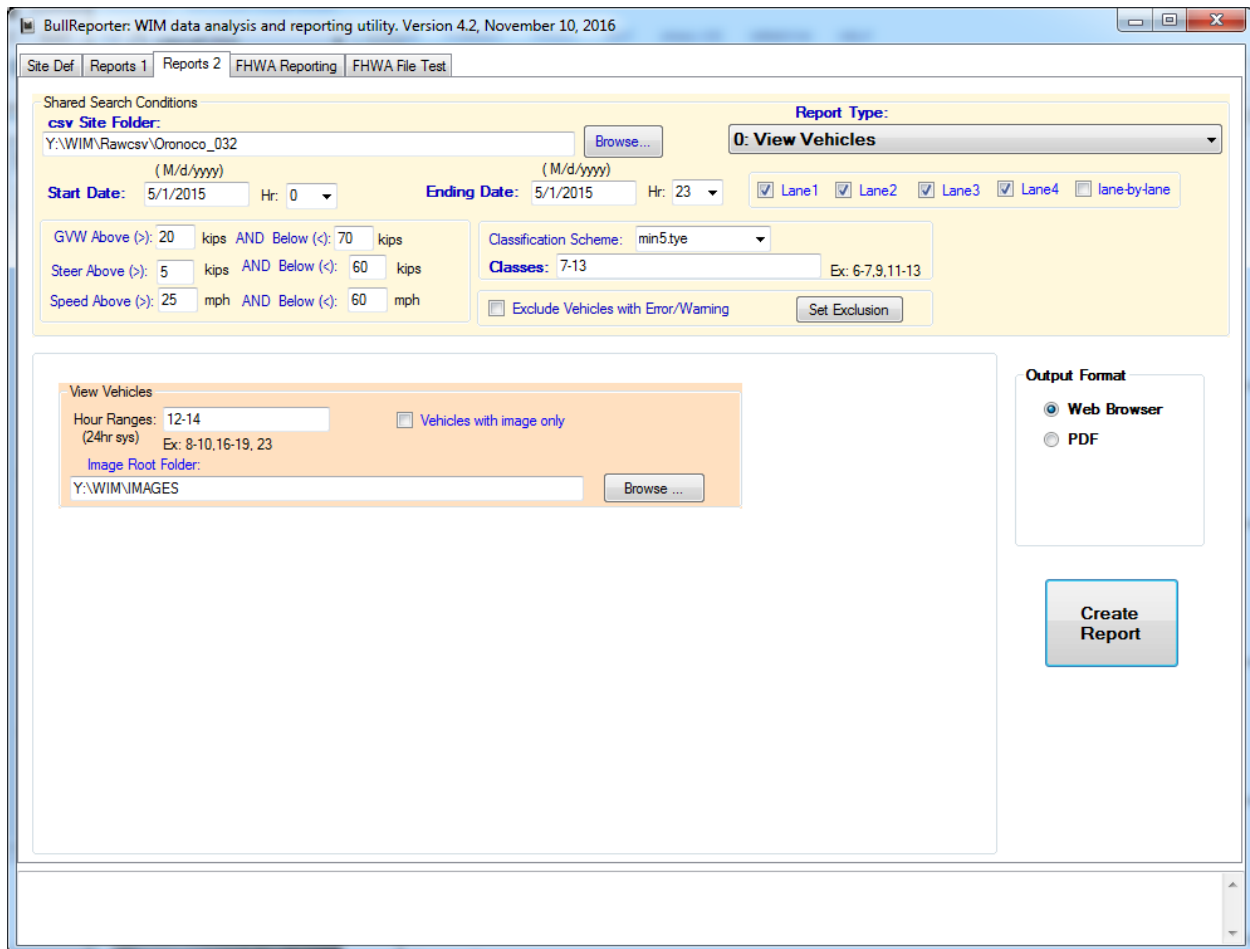 BullReporter: WIM data analysis and reporting utility. Version 4.2, November 10, 2016
Site Def Reports 1 Reports 2 FHWA Reporting FHWA File Test
Shared Search Conditions
csv Site Folder: Report Type:
Y:\WIM\Rawcsv\Oronoco_032 Browse... 0: View Vehicles
( M/d/yyyy) ( M/d/yyyy)
Start Date: 5/1/2015 Hr: 0 Ending Date: 5/1/2015 Hr: 23 Lane1 Lane2 Lane3 Lane4 lane-by-lane
GVW Above (>): 20 kips AND Below (<): 70 kips Classification Scheme: min5.tye
Steer Above (>): 5 kips AND Below (<): 60 kips Classes: 7-13 Ex: 6-7,9,11-13
Speed Above (>): 25 mph AND Below (<): 60 mph Exclude Vehicles with Error/Warning Set Exclusion
View Vehicles Output Format
Hour Ranges: 12-14 Vehicles with image only Web Browser
(24hr sys) Ex: 8-10,16-19, 23 PDF
Image Root Folder:
Y:\WIM\IMAGES Browse ...
Create
Report